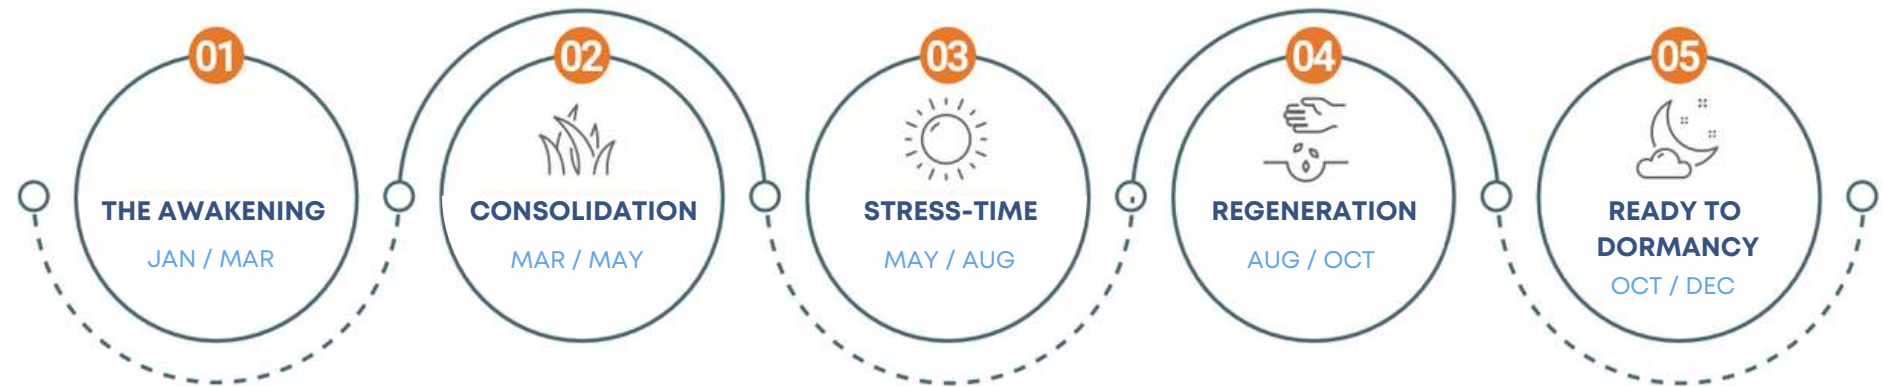 01
THE AWAKENING
JAN / MAR
02
CONSOLIDATION
MAR / MAY
03
STRESS-TIME
MAY / AUG
04
REGENERATION
AUG / OCT
05
READY TO
DORMANCY
OCT / DEC